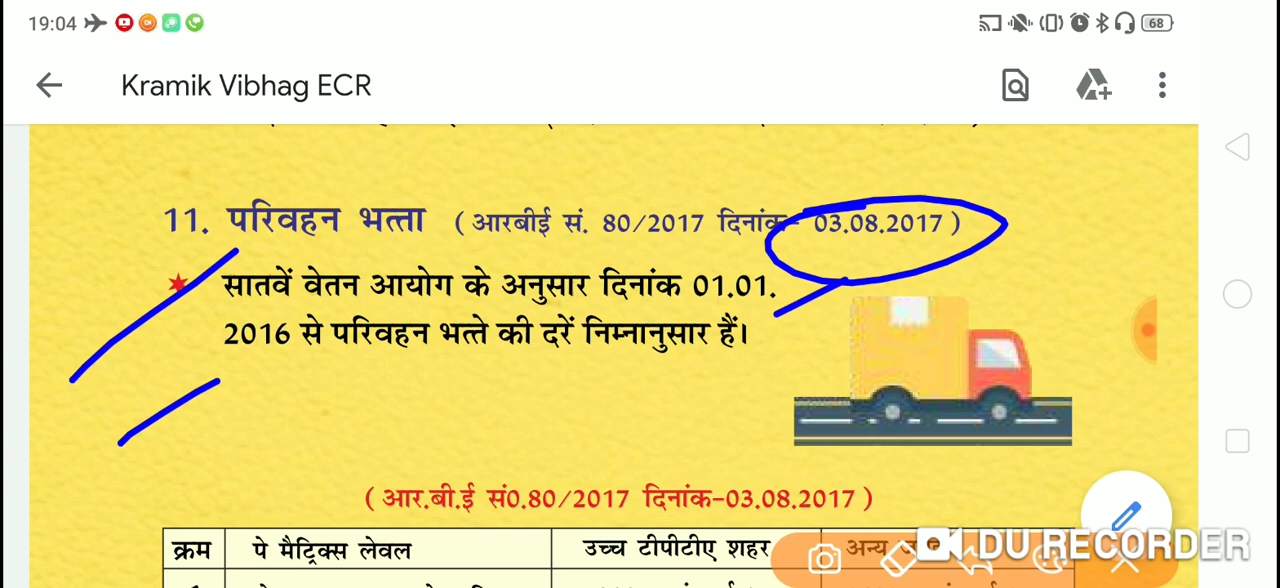 19:04
68
Kramik Vibhag ECR
11. परिवहन भत्ता ( आरबीई सं. 80/2017 दिनांक- 03.08.2017 )
सातवें वेतन आयोग के अनुसार दिनांक 01.01.
2016 से परिवहन भत्ते की दरें निम्नानुसार हैं।
( आर.बी.ई सं0.80/2017 दिनांक-03.08.2017 )
क्रम पे मैट्रिक्स लेवल उच्च टीपीटीए शहर अन्य
DU RECORDER